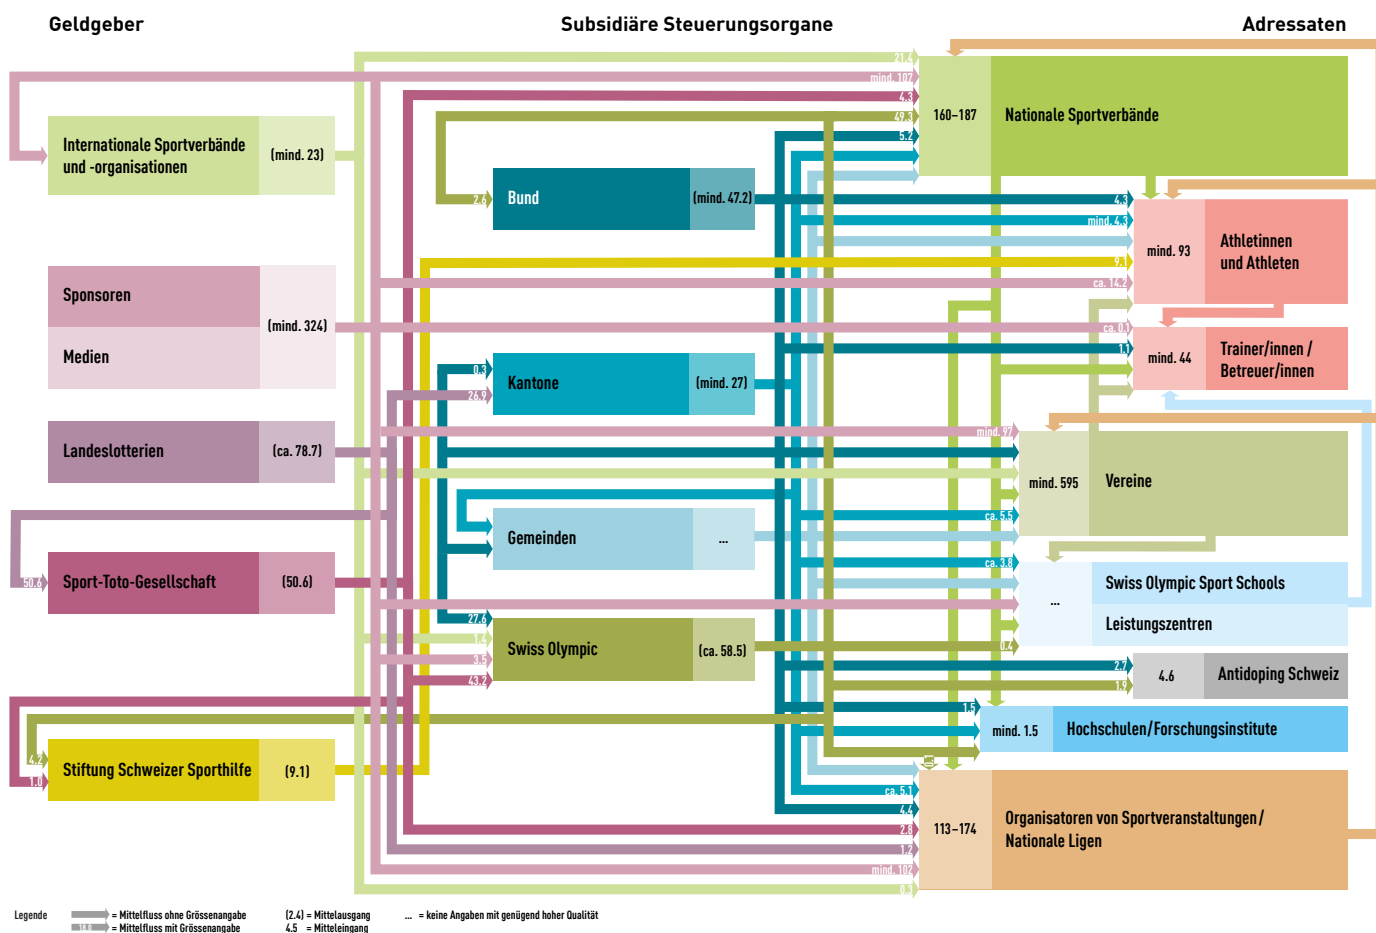 Geldgeber
Subsidiäre Steuerungsorgane
Adressaten
21.4
mind. 107
4.3
49.3
5.2
160–187
Nationale Sportverbände
Internationale Sportverbände
und -organisationen
(mind. 23)
2.6
Bund
(mind. 47.2)
4.3
mind. 4.3
9.1
ca. 14.2
mind. 93
Athletinnen
und Athleten
Sponsoren
Medien
(mind. 324)
ca. 0.1
1.1
mind. 44
Trainer/innen /
Betreuer/innen
0.3
26.9
Kantone
(mind. 27)
Landeslotterien
(ca. 78.7)
mind. 97
ca. 5.5
mind. 595
Vereine
Gemeinden
...
50.6
Sport-Toto-Gesellschaft
(50.6)
ca. 3.8
0.4
...
Swiss Olympic Sport Schools
Leistungszentren
27.6
1.4
3.5
43.2
Swiss Olympic
(ca. 58.5)
2.7
1.9
4.6
Antidoping Schweiz
1.5
mind. 1.5
Hochschulen/Forschungsinstitute
4.2
1.0
Stiftung Schweizer Sporthilfe
(9.1)
ca. 5.1
4.4
2.8
1.2
mind. 102
0.3
113–174
Organisatoren von Sportveranstaltungen/
Nationale Ligen
Legende
= Mittelfluss ohne Grössenangabe
(2.4) = Mittelausgang
... = keine Angaben mit genügend hoher Qualität
18.0
= Mittelfluss mit Grössenangabe
4.5 = Mitteleingang